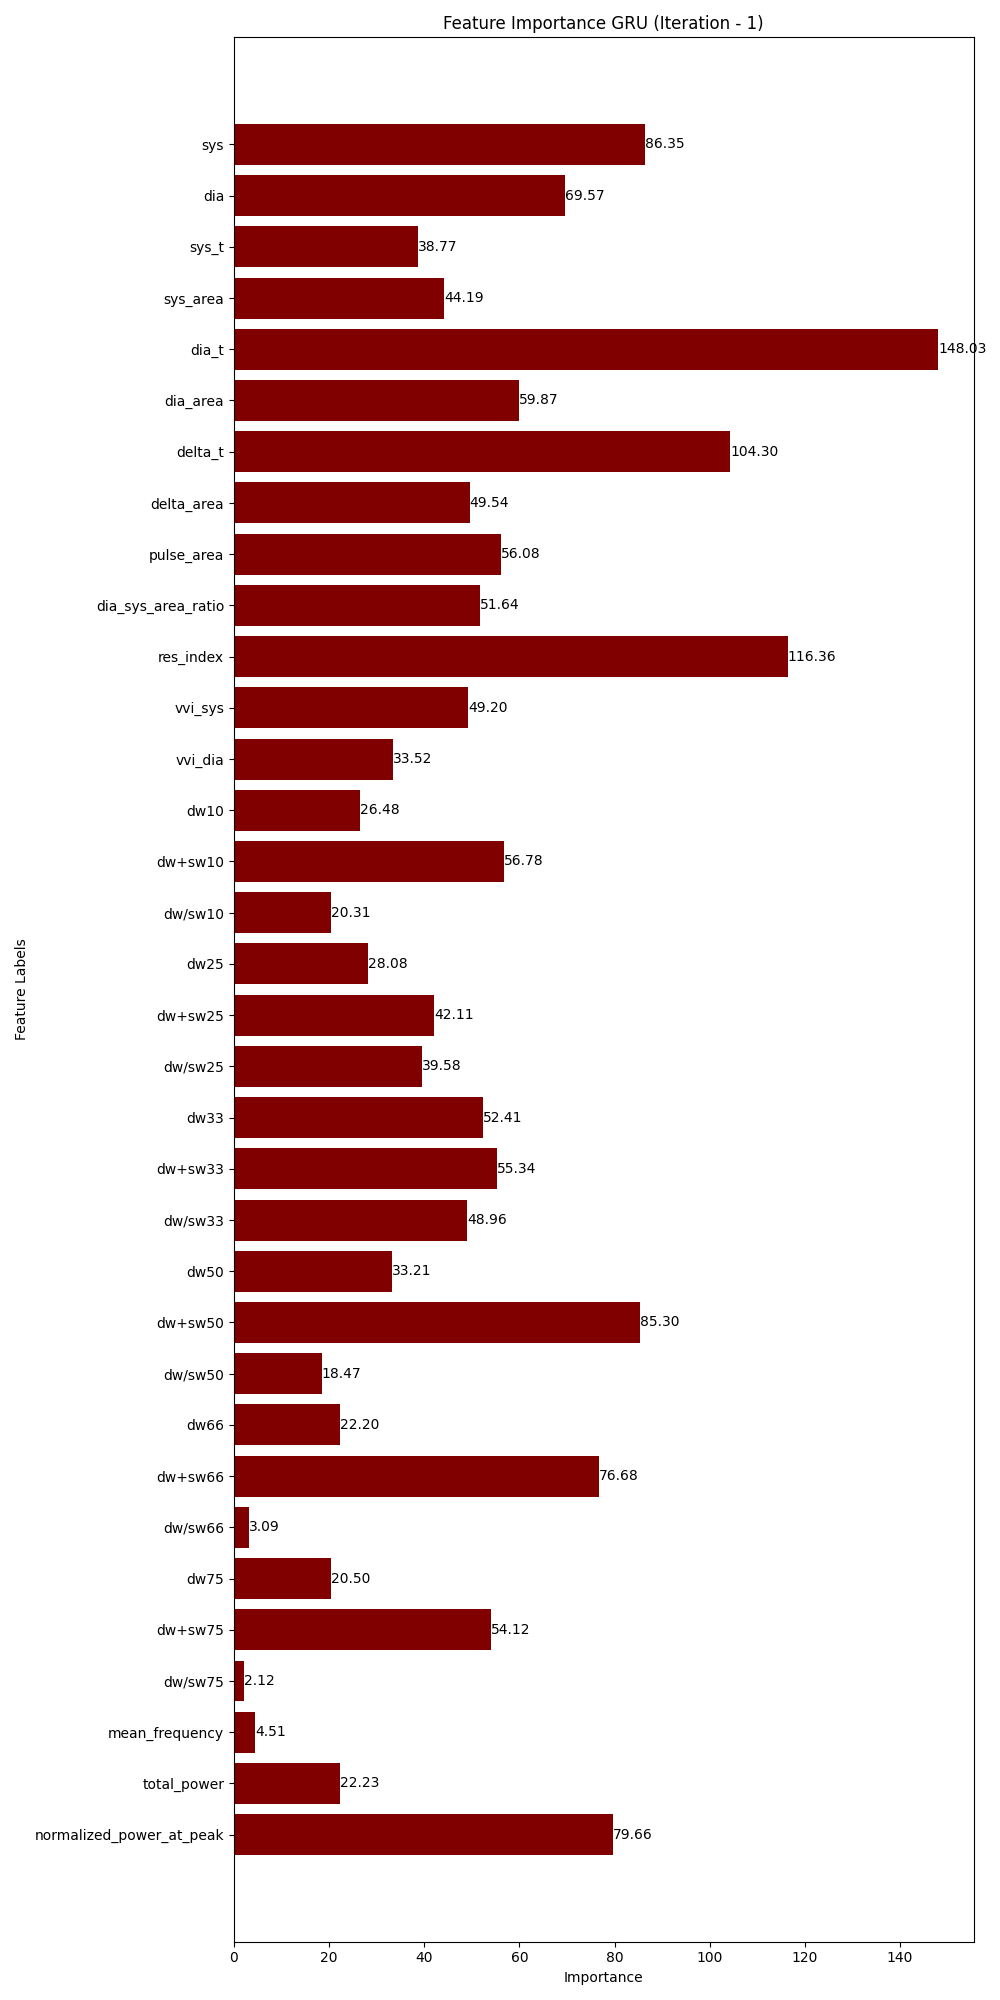 Feature Importance GRU (Iteration - 1)
sys 86.35
dia 69.57
sys_t 38.77
sys_area 44.19
dia_t 148.03
dia_area 59.87
delta_t 104.30
delta_area 49.54
pulse_area 56.08
dia_sys_area_ratio 51.64
res_index 116.36
vvi_sys 49.20
vvi_dia 33.52
dw10 26.48
dw+sw10 56.78
dw/sw10 20.31
dw25 28.08
dw+sw25 42.11
dw/sw25 39.58
dw33 52.41
dw+sw33 55.34
dw/sw33 48.96
dw50 33.21
dw+sw50 85.30
dw/sw50 18.47
dw66 22.20
dw+sw66 76.68
dw/sw66 3.09
dw75 20.50
dw+sw75 54.12
dw/sw75 2.12
mean_frequency 4.51
total_power 22.23
normalized_power_at_peak 79.66
Feature Labels
0 20 40 60 80 100 120 140
Importance